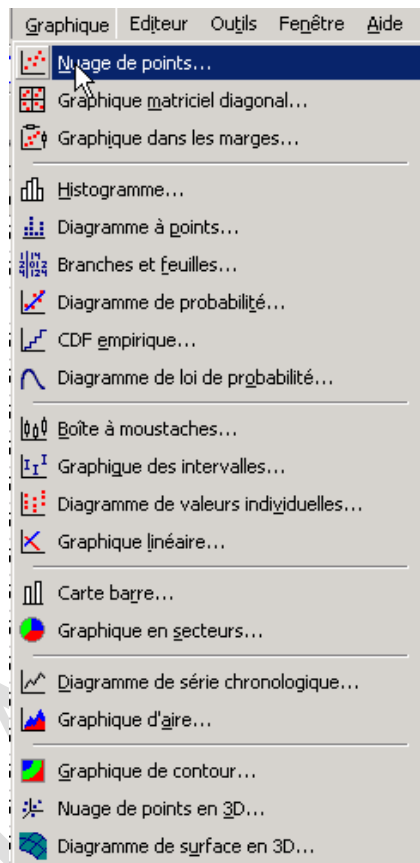 Graphique Editeur Outils Fenêtre Aide
Nuage de points...
Graphique matriciel diagonal...
Graphique dans les marges...
Histogramme...
Diagramme à points...
Branches et feuilles...
Diagramme de probabilité...
CDF empirique...
Diagramme de loi de probabilité...
Boîte à moustaches...
Graphique des intervalles...
Diagramme de valeurs individuelles...
Graphique linéaire...
Carte barre...
Graphique en secteurs...
Diagramme de série chronologique...
Graphique d'aire...
Graphique de contour...
Nuage de points en 3D...
Diagramme de surface en 3D...